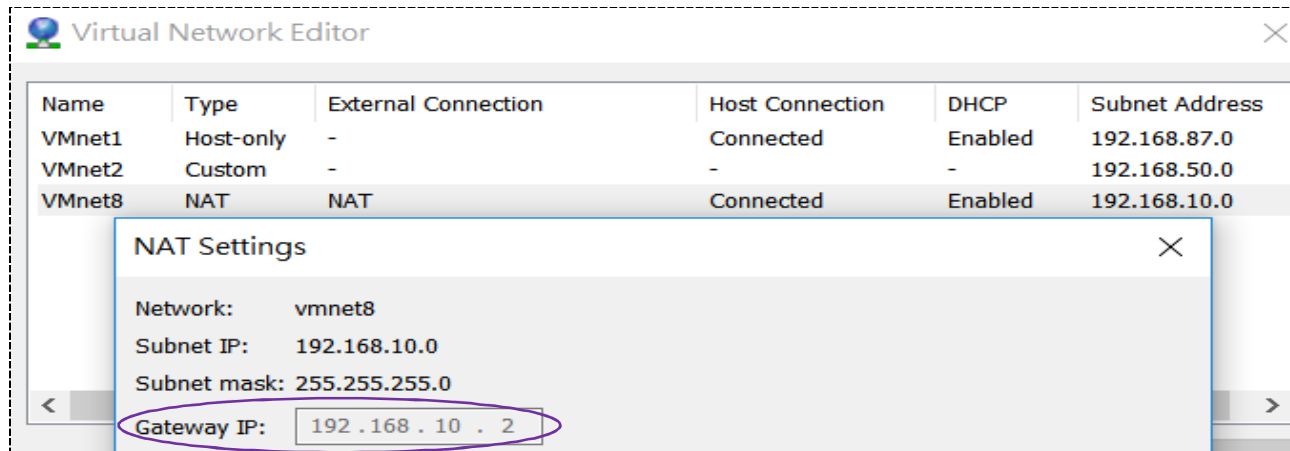 Virtual Network Editor
Name Type External Connection Host Connection DHCP Subnet Address
VMnet1 Host-only - Connected Enabled 192.168.87.0
VMnet2 Custom - - - 192.168.50.0
VMnet8 NAT NAT Connected Enabled 192.168.10.0
NAT Settings
Network: vmnet8
Subnet IP: 192.168.10.0
Subnet mask: 255.255.255.0
Gateway IP: 192 . 168 . 10 . 2